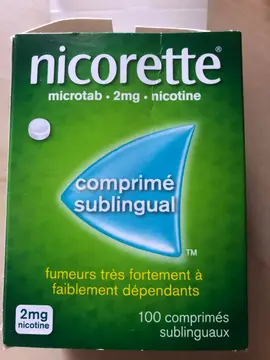 nicorette®
microtab · 2mg · nicotine
comprimé
sublingual
™
fumeurs très fortement à
faiblement dépendants
2mg
nicotine
100 comprimés
sublinguaux